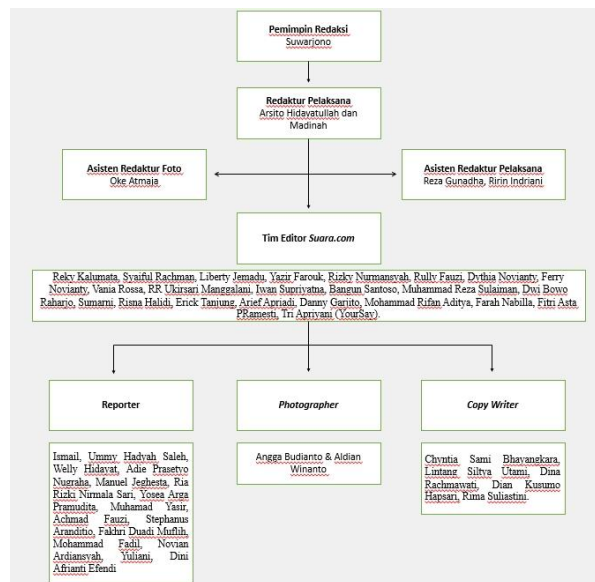 Pemimpin Redaksi
Suwarjono
Redaktur Pelaksana
Arsito Hidayatullah dan
Madinah
Asisten Redaktur Foto
Oke Atmaja
Asisten Redaktur Pelaksana
Reza Gunadha, Ririn Indriani
Tim Editor Suara.com
Reky Kalumata, Syaiful Rachman, Liberty Jemadu, Yazir Farouk, Rizky Nurmansyah, Rully Fauzi, Dythia Novianty, Ferry
Novianty, Vania Rossa, RR Ukirsari Manggalani, Iwan Supriyatna, Bangun Santoso, Muhammad Reza Sulaiman, Dwi Bowo
Raharjo, Sumarni, Risna Halidi, Erick Tanjung, Arief Apriadi, Danny Garjito, Mohammad Rifan Aditya, Farah Nabilla, Fitri Asta
PRamesti, Tri Apriyani (YourSay).
Reporter
Photographer
Copy Writer
Ismail, Ummy Hadyah Saleh,
Welly Hidayat, Adie Prasetyo
Nugraha, Manuel Jeghesta, Ria
Rizki Nirmala Sari, Yosea Arga
Pramudita, Muhamad Yasir,
Achmad Fauzi, Stephanus
Aranditio, Fakhri Duadi Muflih,
Mohammad Fadil, Novian
Ardiansyah, Yuliani, Dini
Afrianti Efendi
Angga Budianto & Aldian
Winanto
Chyntia Sami Bhayangkara,
Lintang Siltya Utami, Dina
Rachmawati, Dian Kusumo
Hapsari, Rima Suliastini.